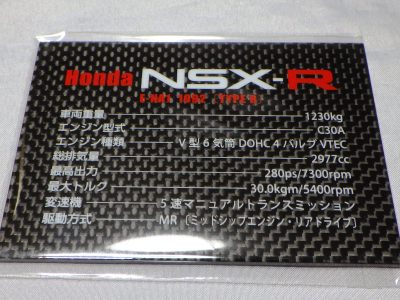 Honda NSX-R
E-NA1 1992 (TYPE R)
車両重量 1230kg
エンジン型式 C30A
エンジン種類 V型6気筒 DOHC 4バルブ VTEC
総排気量 2977cc
最高出力 280ps/7300rpm
最大トルク 30.0kgm/5400rpm
変速機 5速マニュアルトランスミッション
駆動方式 MR〔ミッドシップエンジン・リアドライブ〕